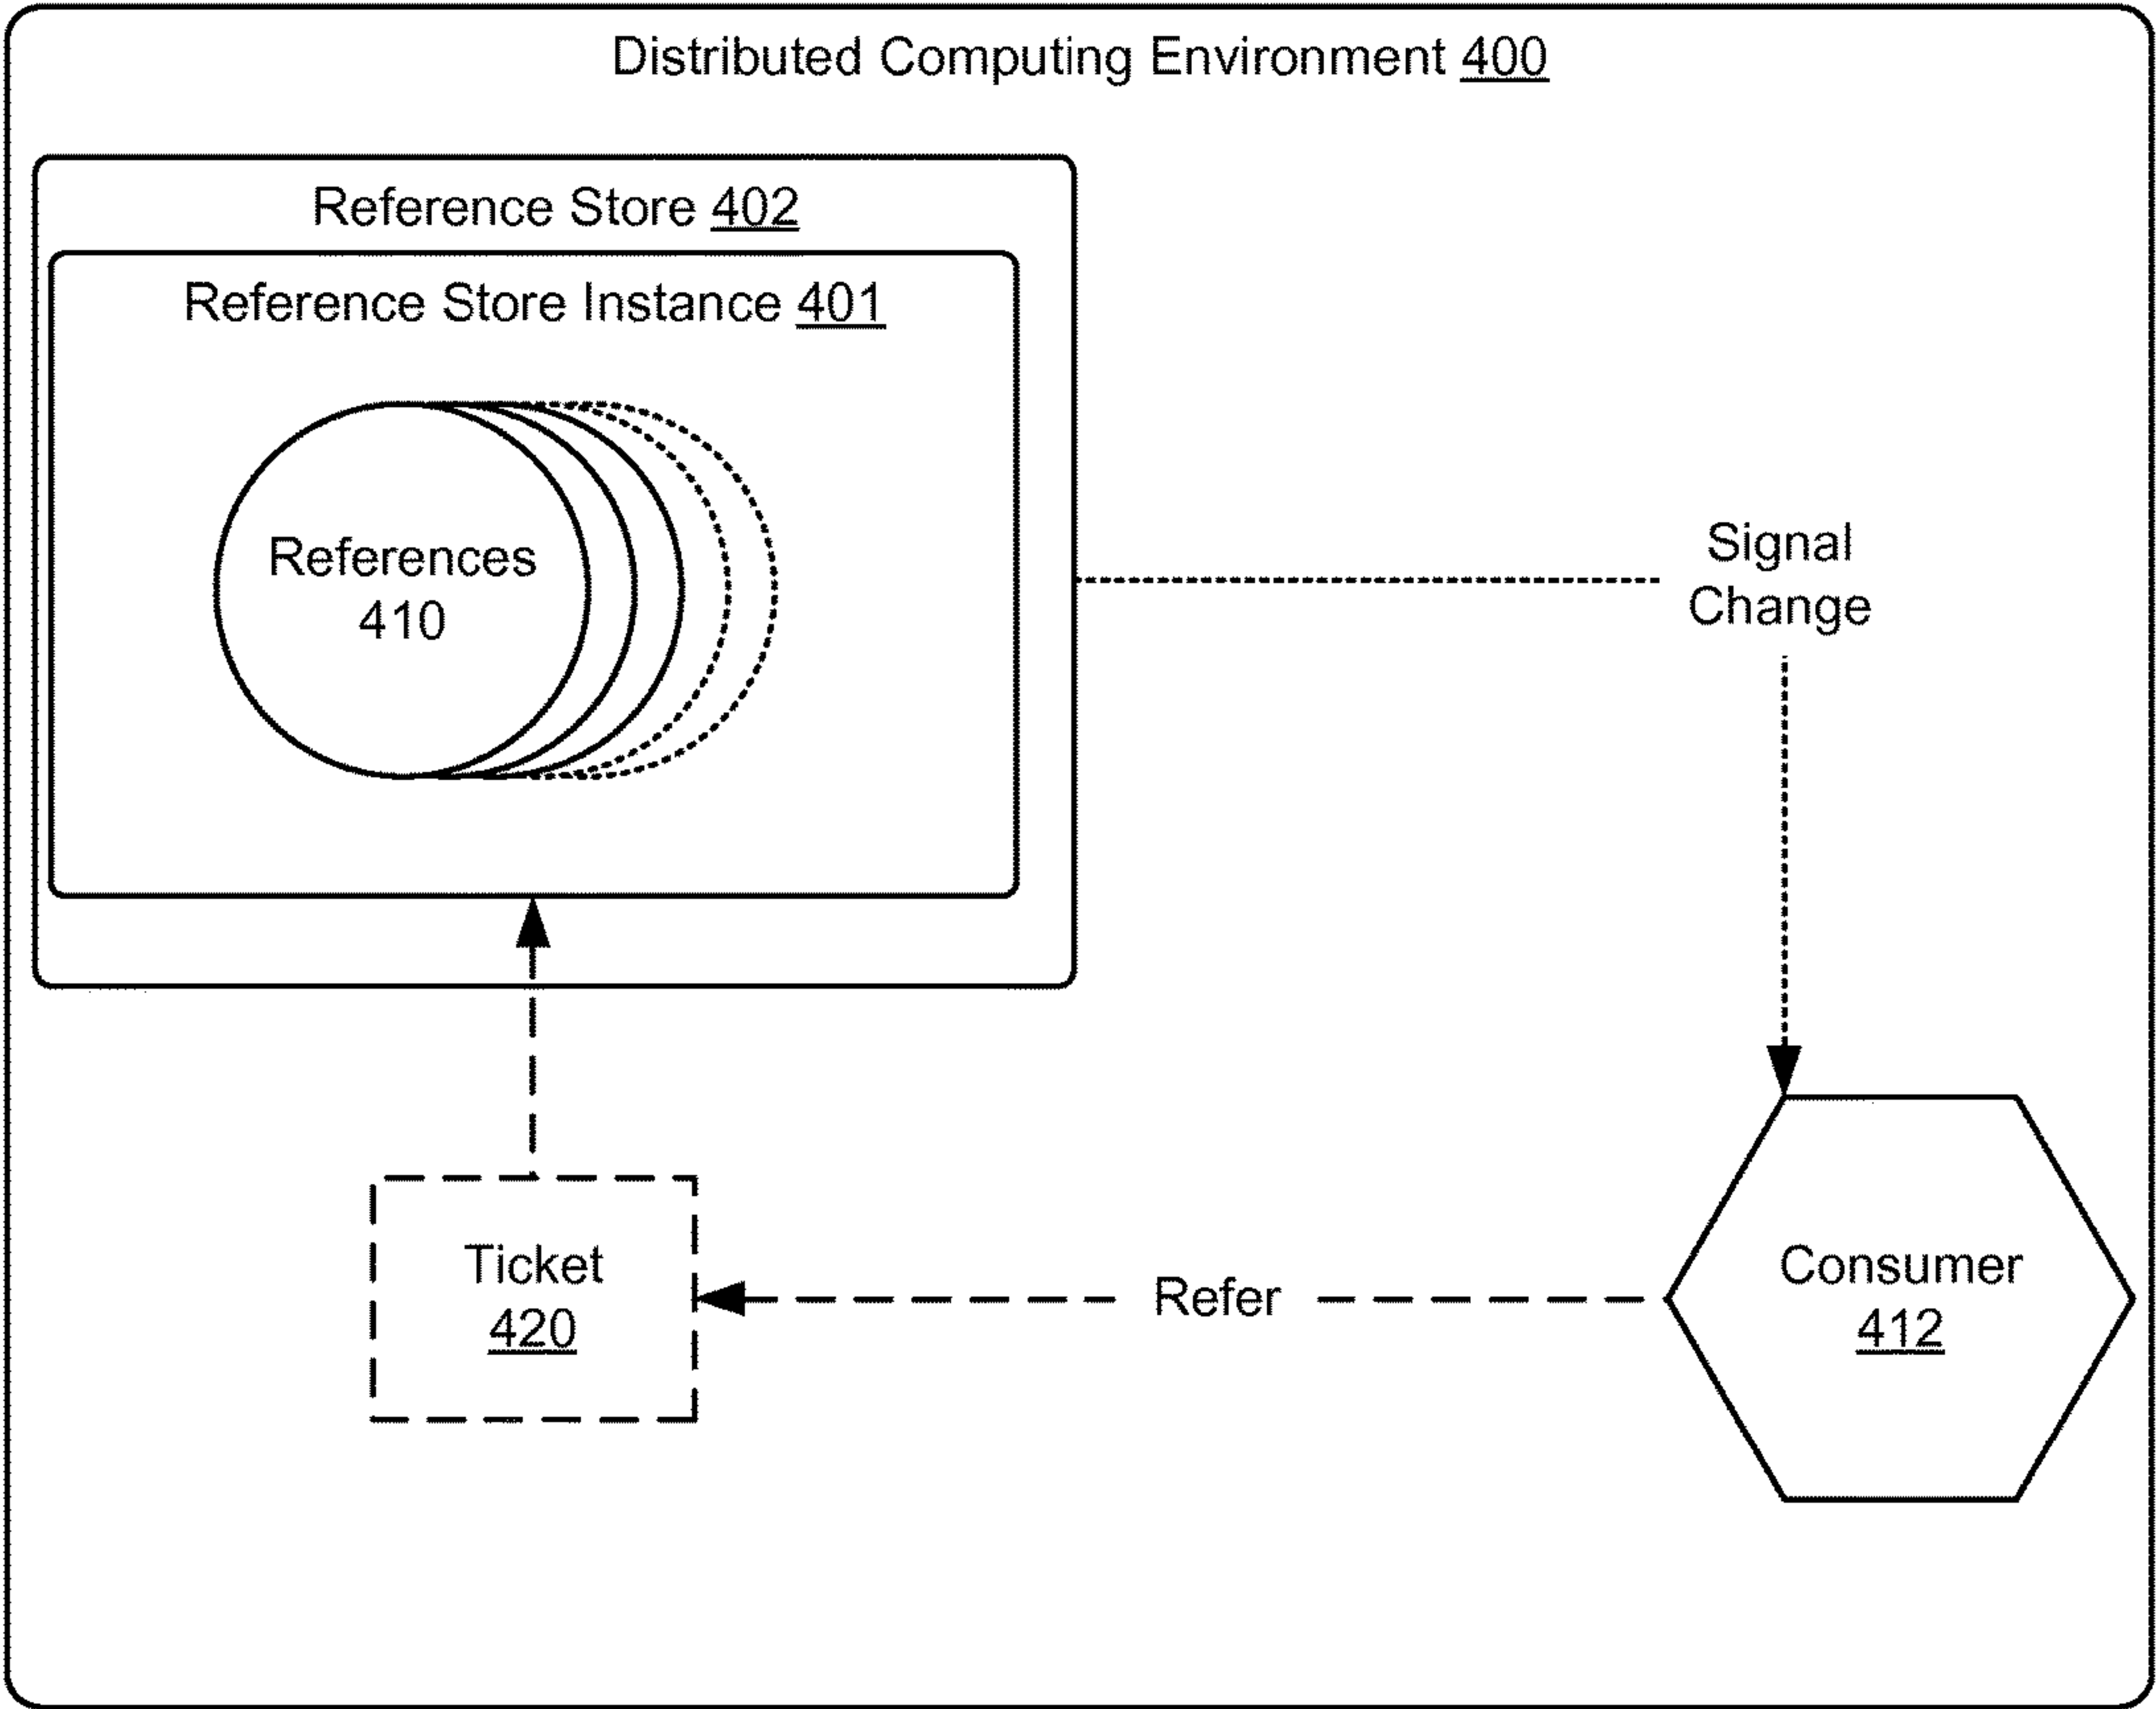 Distributed Computing Environment 400
Reference Store 402
Reference Store Instance 401
References
410
Signal
Change
Ticket
420
Refer
Consumer
412